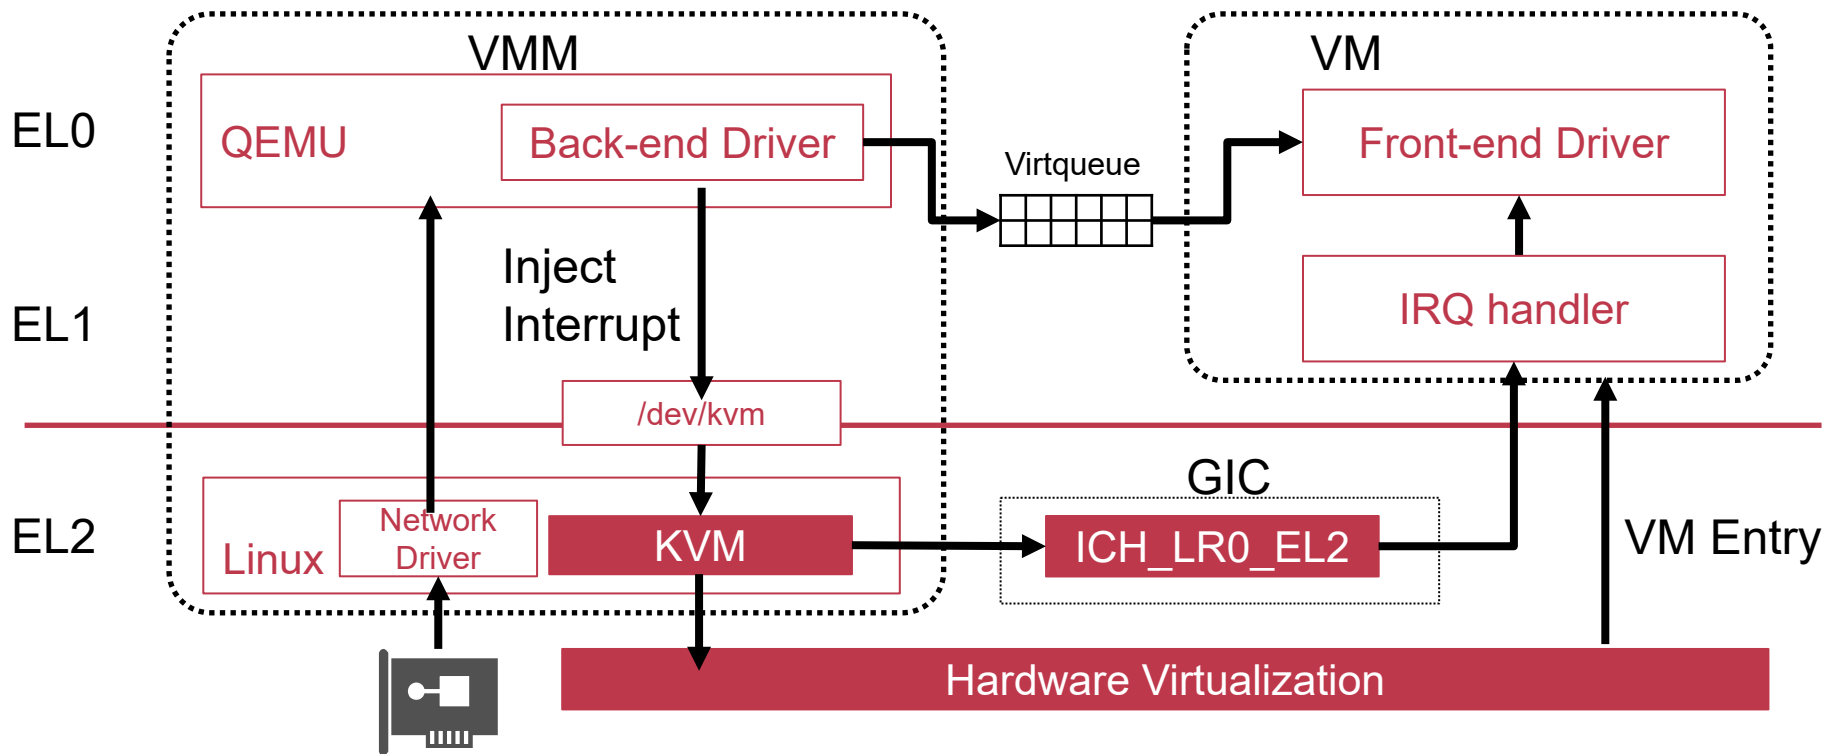 VMM
VM
EL0
QEMU
Back-end Driver
Virtqueue
Front-end Driver
Inject
Interrupt
EL1
IRQ handler
/dev/kvm
GIC
EL2
Linux
Network
Driver
KVM
ICH_LR0_EL2
VM Entry
Hardware Virtualization